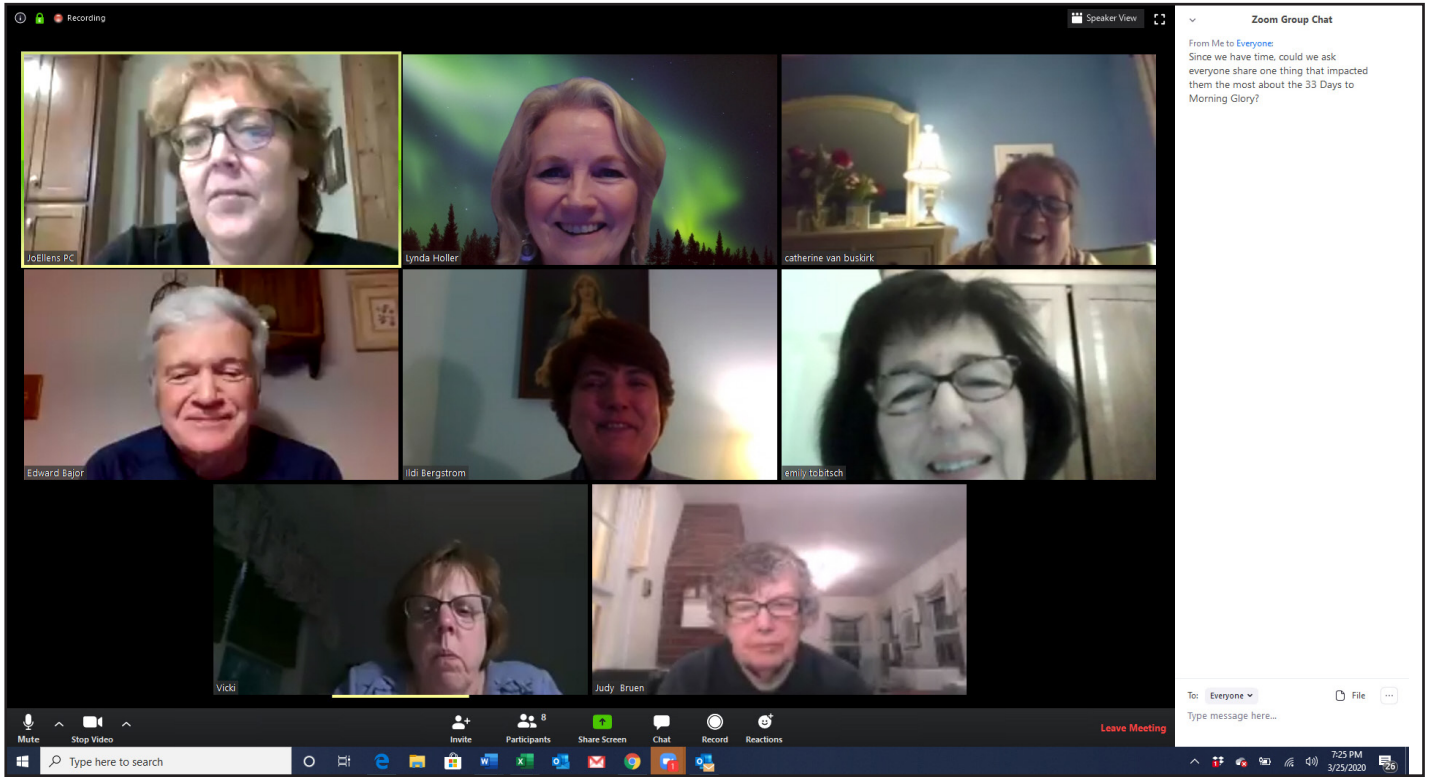 Recording
Speaker View
Zoom Group Chat
From Me to Everyone:
Since we have time, could we ask
everyone share one thing that impacted
them the most about the 33 Days to
Morning Glory?
JoEllens PC
Lynda Holler
catherine van buskirk
Edward Bajor
Ildi Bergstrom
emily tobitsch
Vicki
Judy Bruen
To: Everyone
File
Type message here...
Mute
Stop Video
Invite
8
Participants
Share Screen
Chat
Record
Reactions
Leave Meeting
Type here to search
7:25 PM
3/25/2020
26